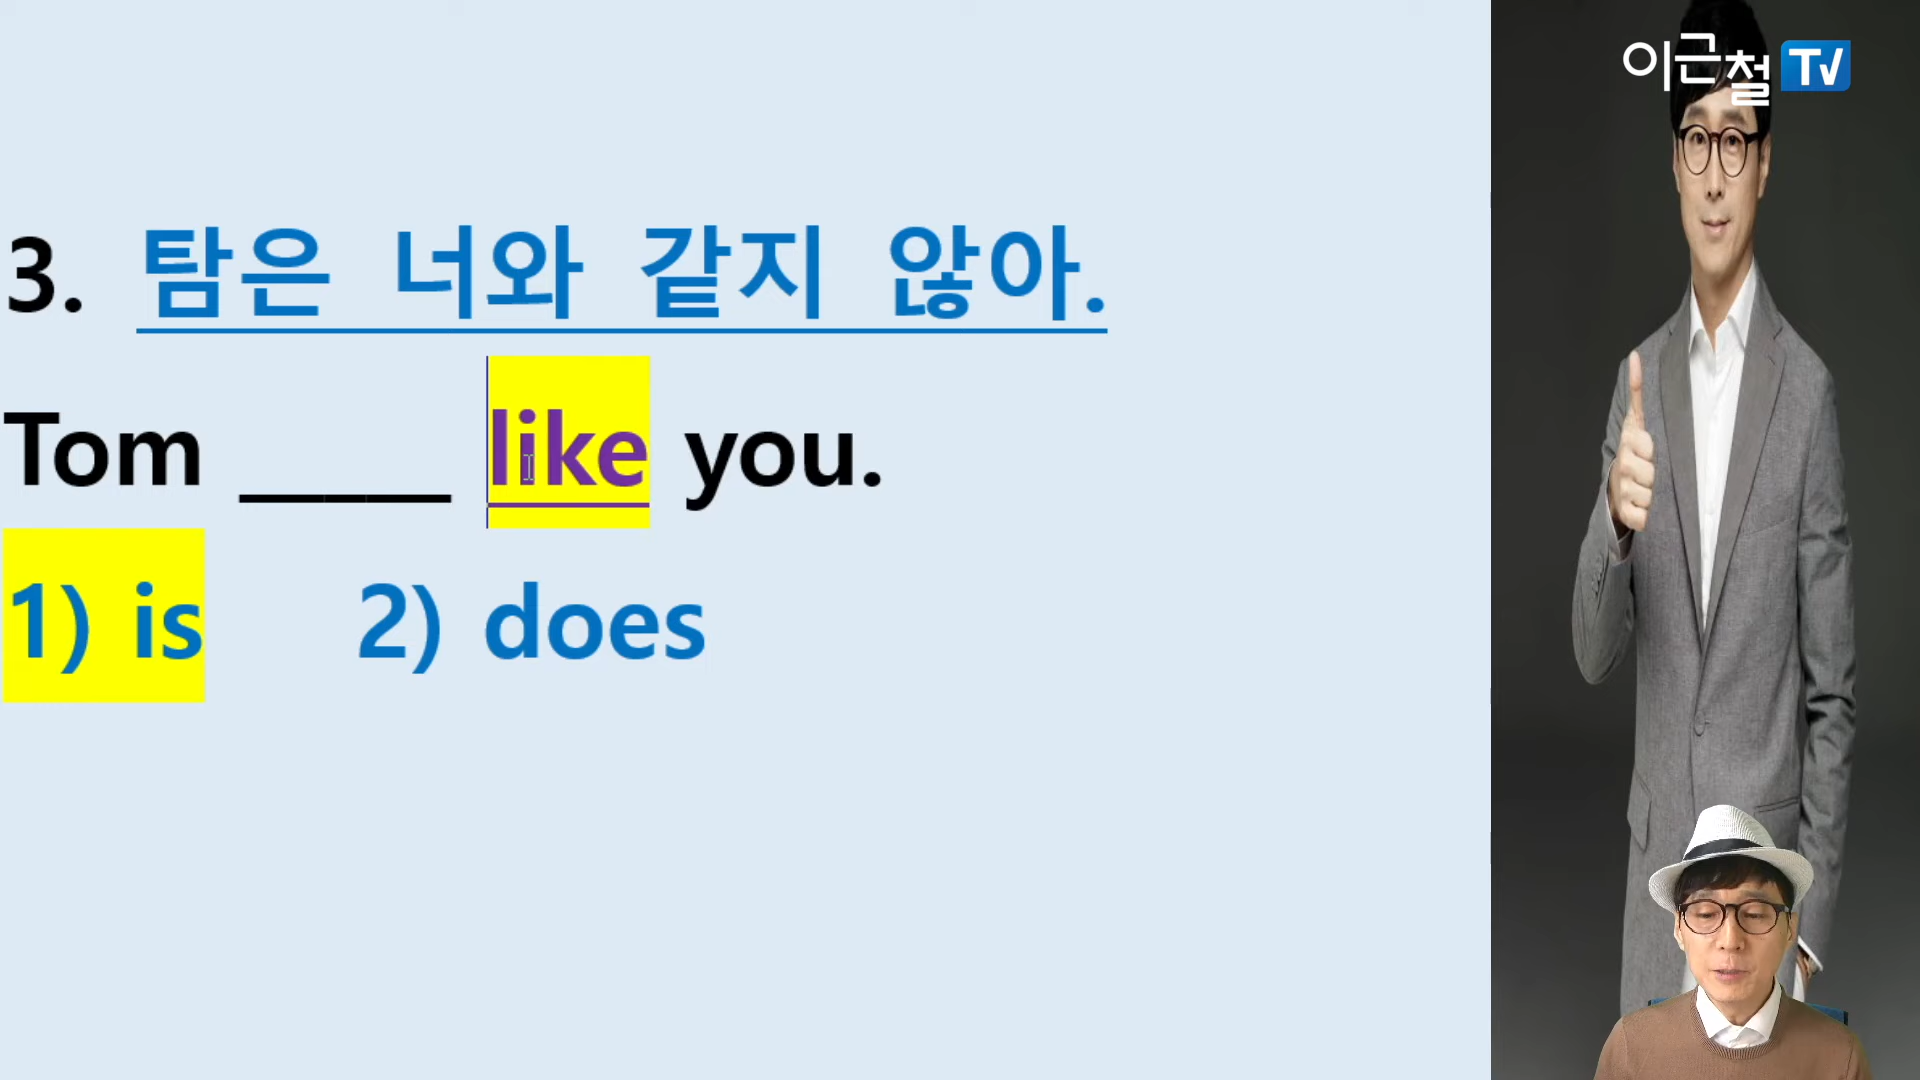 이근철 TV
3. 탐은 너와 같지 않아.
Tom _____ like you.
1) is 2) does